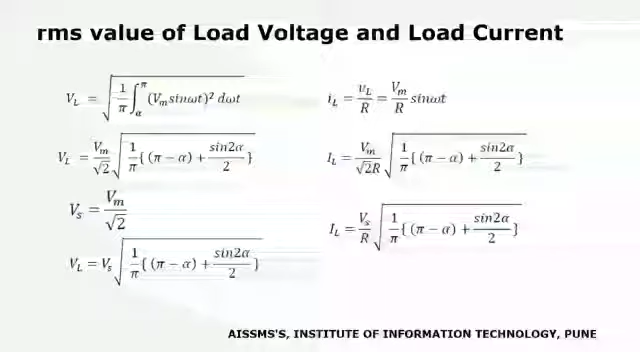 rms value of Load Voltage and Load Current
V_L = √(1/π ∫_α^π (V_m sinωt)² dωt)
V_L = V_m/√2 √(1/π { (π − α) + sin2α/2 })
V_s = V_m/√2
V_L = V_s √(1/π { (π − α) + sin2α/2 })
i_L = v_L/R = V_m/R sinωt
I_L = V_m/√2R √(1/π { (π − α) + sin2α/2 })
I_L = V_s/R √(1/π { (π − α) + sin2α/2 })
AISSMS'S, INSTITUTE OF INFORMATION TECHNOLOGY, PUNE